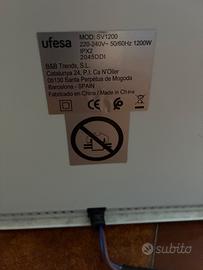 ufesa
MOD: SV1200
220-240V~ 50/60Hz 1200W
IPX2
2045ODI
B&B Trends, S.L.
Catalunya 24, P.I. Ca N'Oller
08130 Santa Perpètua de Mogoda
Barcelona - SPAIN
Fabricado en China / Made in China
subito